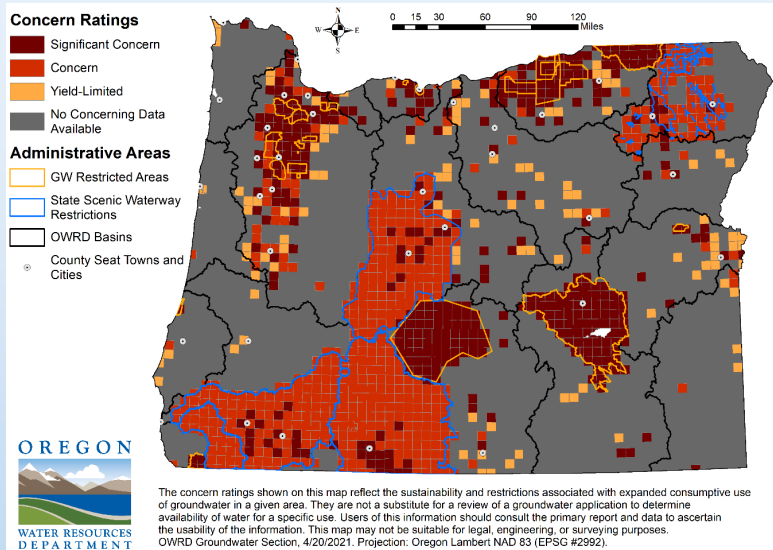 Concern Ratings
Significant Concern
Concern
Yield-Limited
No Concerning Data
Available
Administrative Areas
GW Restricted Areas
State Scenic Waterway
Restrictions
OWRD Basins
County Seat Towns and
Cities
N
W E
S
0 15 30 60 90 120
Miles
OREGON
WATER RESOURCES
DEPARTMENT
The concern ratings shown on this map reflect the sustainability and restrictions associated with expanded consumptive use
of groundwater in a given area. They are not a substitute for a review of a groundwater application to determine
availability of water for a specific use. Users of this information should consult the primary report and data to ascertain
the usability of the information. This map may not be suitable for legal, engineering, or surveying purposes.
OWRD Groundwater Section, 4/20/2021. Projection: Oregon Lambert NAD 83 (EPSG #2992).